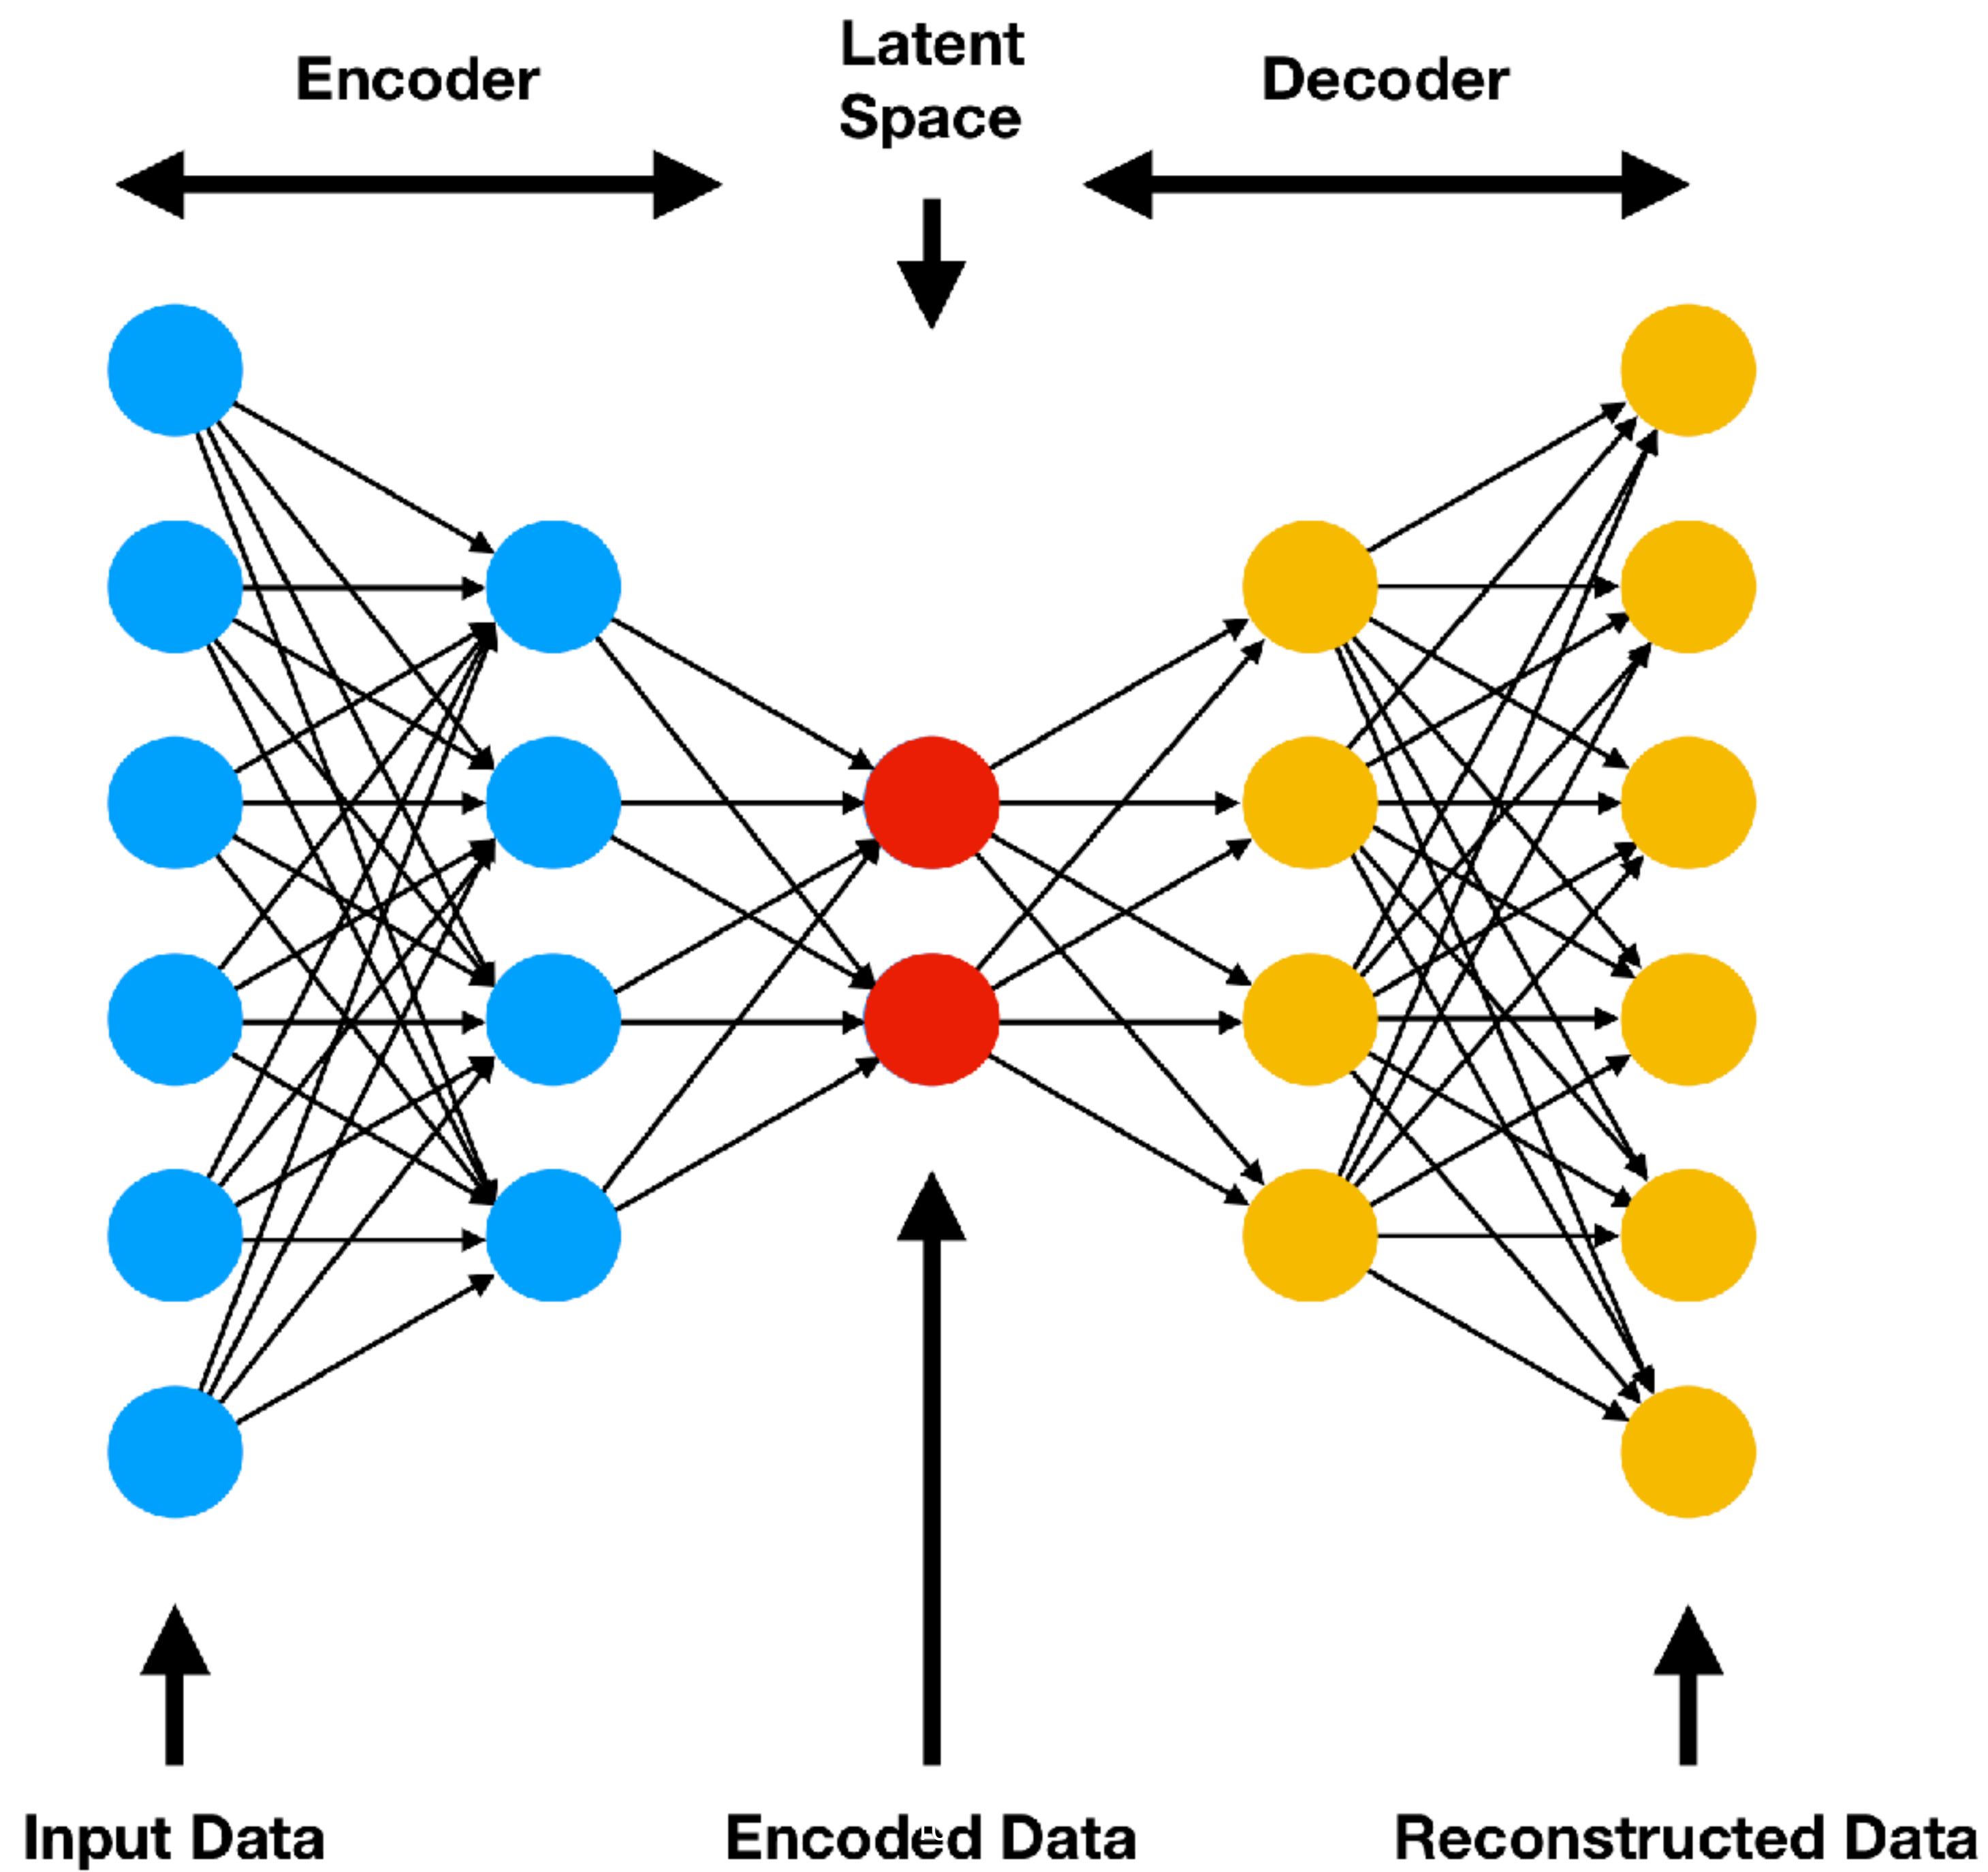 Encoder
Latent
Space
Decoder
Input Data
Encoded Data
Reconstructed Data